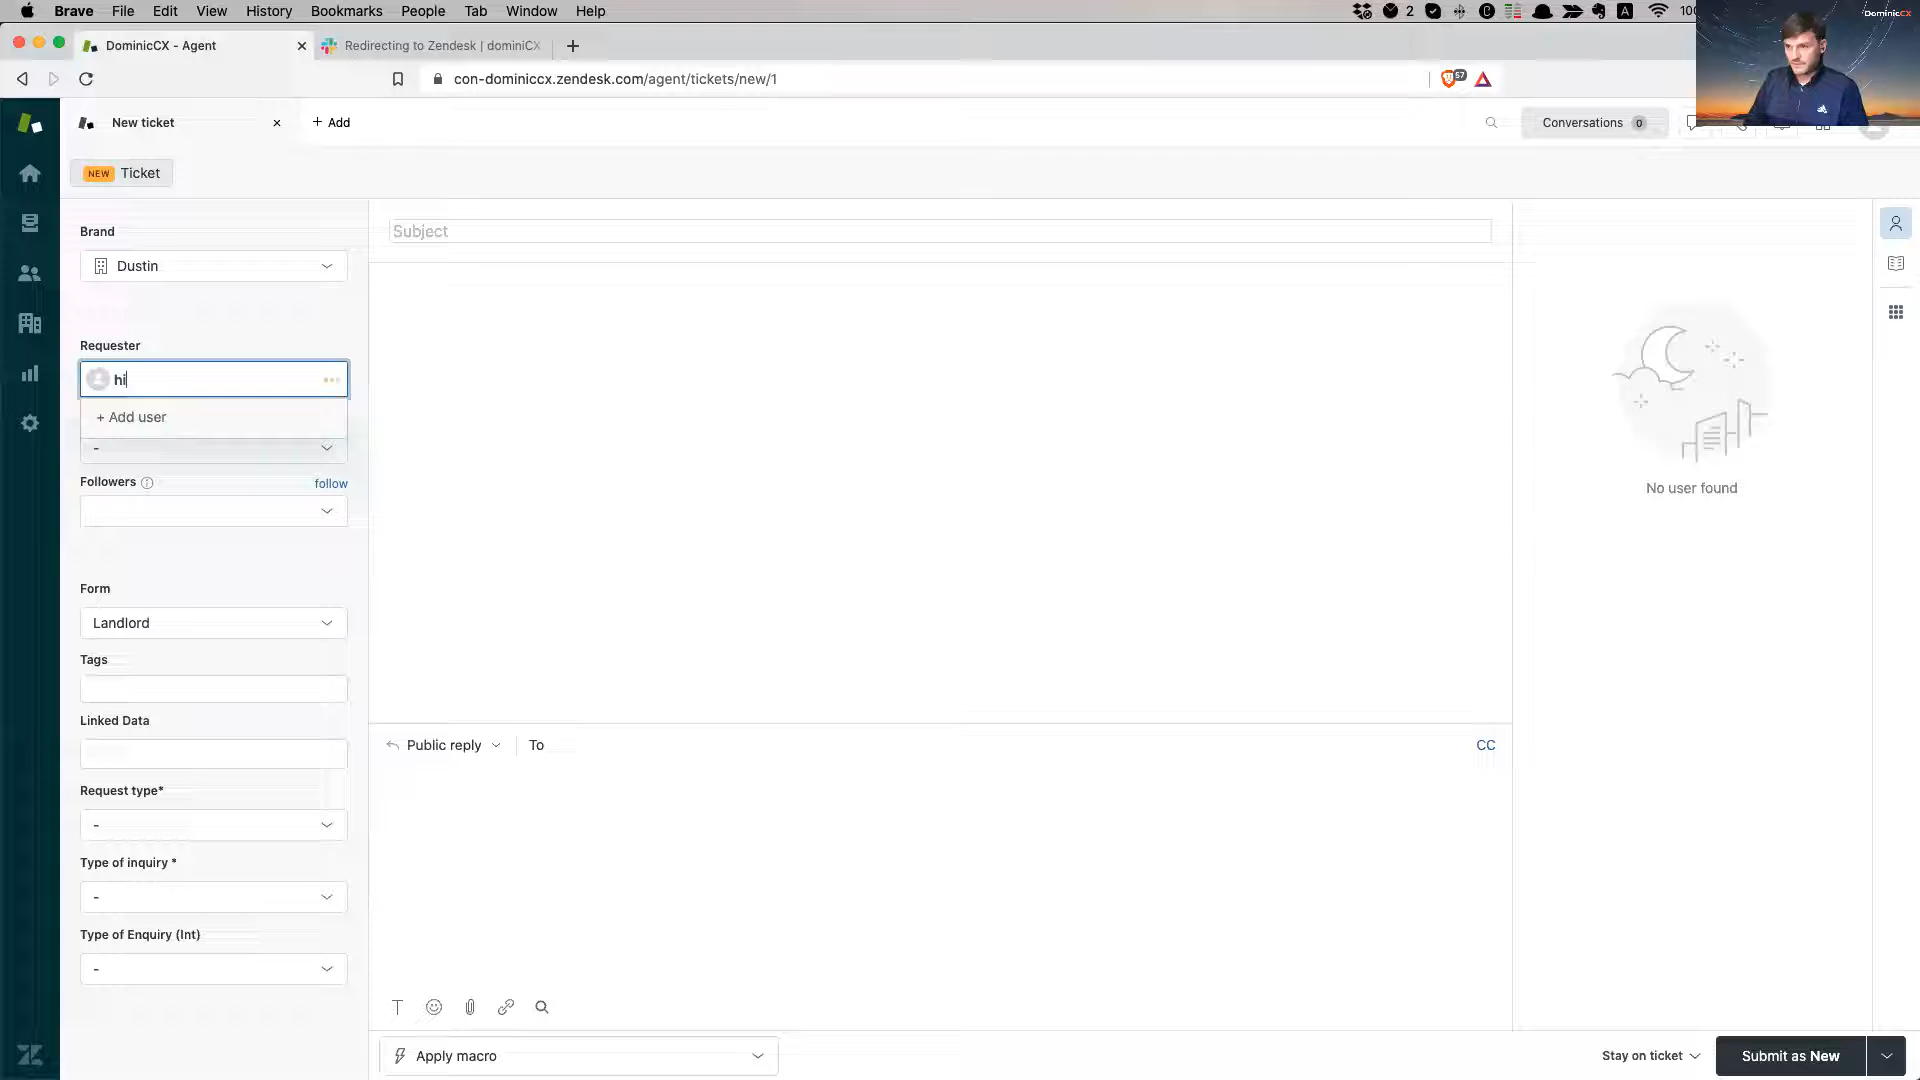 Brave File Edit View History Bookmarks People Tab Window Help
2
DominicCX
DominicCX - Agent
Redirecting to Zendesk | dominiCX
con-dominiccx.zendesk.com/agent/tickets/new/1
57
New ticket
+ Add
Conversations 0
NEW Ticket
Brand
Dustin
Subject
Requester
hi
+ Add user
-
Followers
follow
No user found
Form
Landlord
Tags
Linked Data
Public reply
To
CC
Request type*
-
Type of inquiry *
-
Type of Enquiry (Int)
-
Apply macro
Stay on ticket
Submit as New